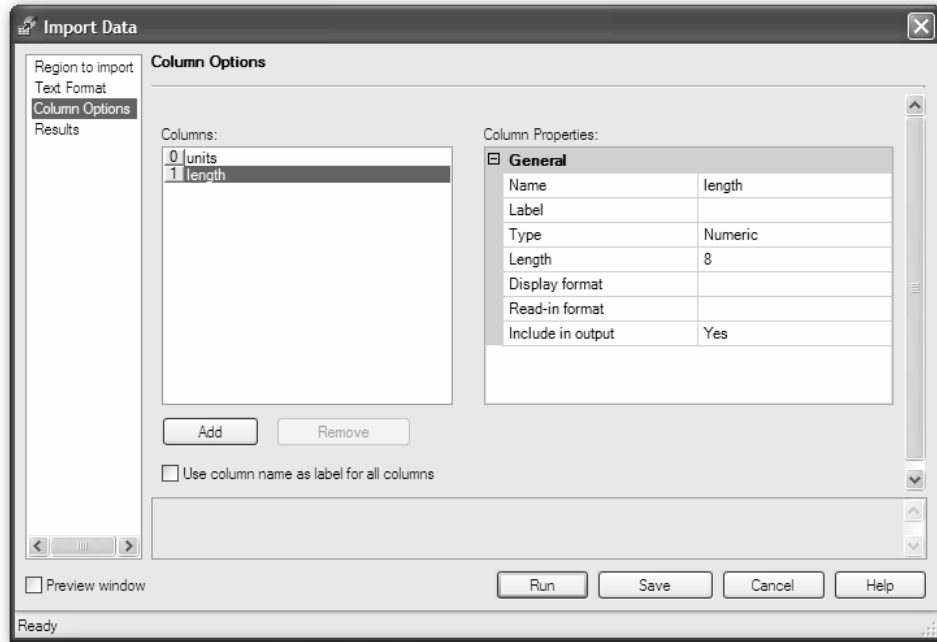 Import Data
Region to import
Text Format
Column Options
Results
Column Options
Columns:
0 units
1 length
Column Properties:
General
Name length
Label
Type Numeric
Length 8
Display format
Read-in format
Include in output Yes
Add Remove
Use column name as label for all columns
Preview window
Run Save Cancel Help
Ready